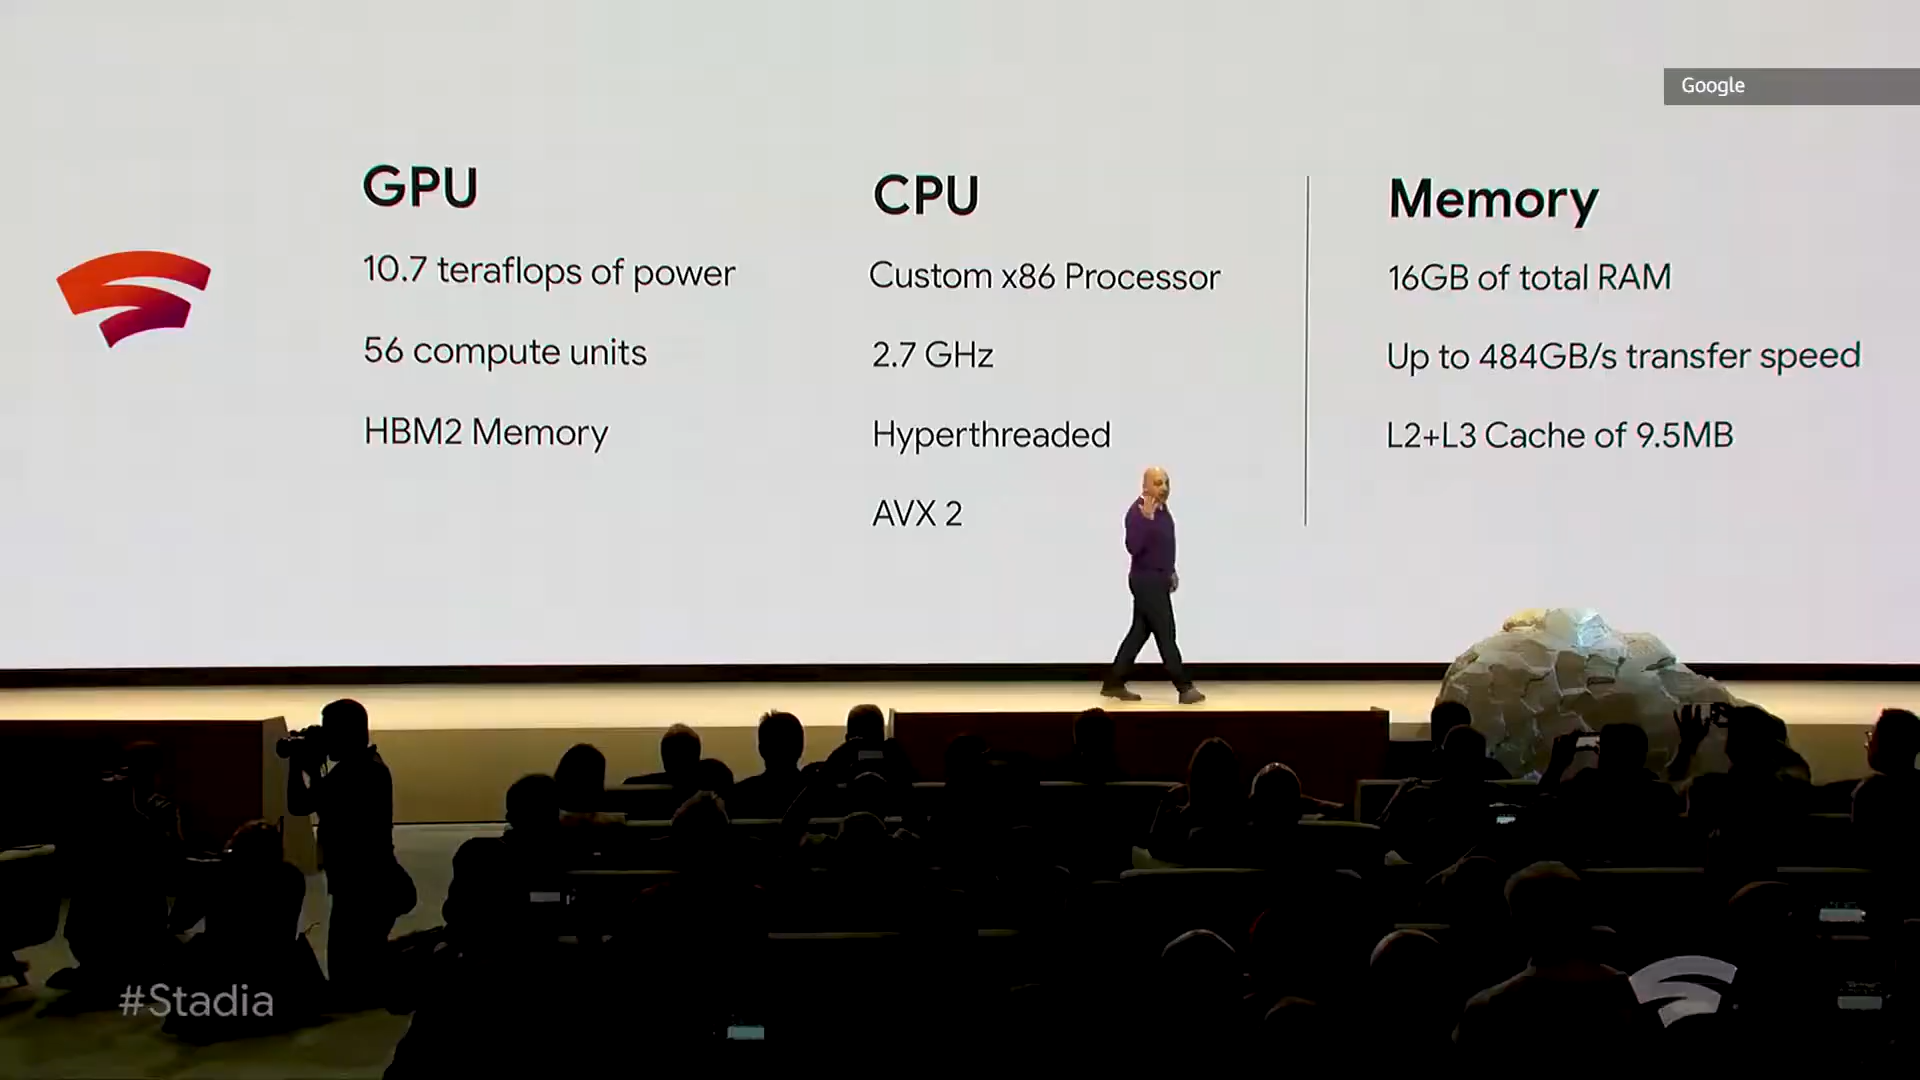 Google
GPU
10.7 teraflops of power
56 compute units
HBM2 Memory
CPU
Custom x86 Processor
2.7 GHz
Hyperthreaded
AVX 2
Memory
16GB of total RAM
Up to 484GB/s transfer speed
L2+L3 Cache of 9.5MB
#Stadia